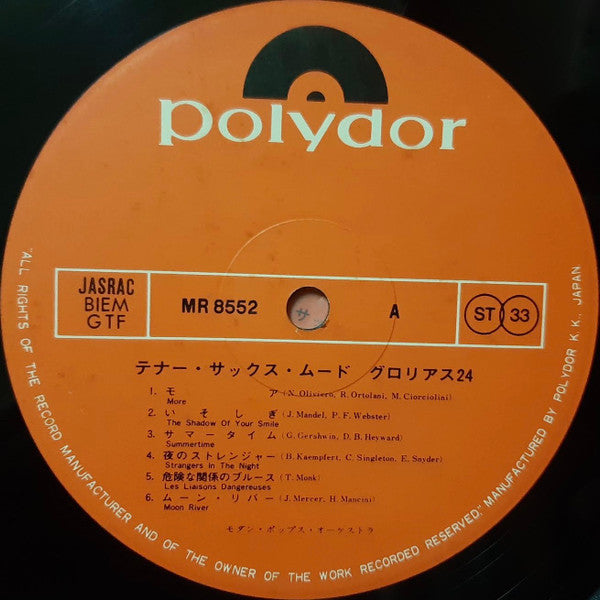 polydor
JASRAC
BIEM
GTF
MR 8552
A
ST 33
テナー・サックス・ムード グロリアス24
1. モア (N. Oliviero, R. Ortolani, M. Ciorciolini)
More
2. いそしぎ (J. Mandel, P. F. Webster)
The Shadow Of Your Smile
3. サマータイム (G. Gershwin, D. B. Heyward)
Summertime
4. 夜のストレンジャー (B. Kaempfert, C. Singleton, E. Snyder)
Strangers In The Night
5. 危険な関係のブルース (T. Monk)
Les Liaisons Dangereuses
6. ムーン・リバー (J. Mercer, H. Mancini)
Moon River
モダン・ポップス・オーケストラ
"ALL RIGHTS OF THE RECORD MANUFACTURER AND OF THE OWNER OF THE WORK RECORDED RESERVED." MANUFACTURED BY POLYDOR K. K., JAPAN